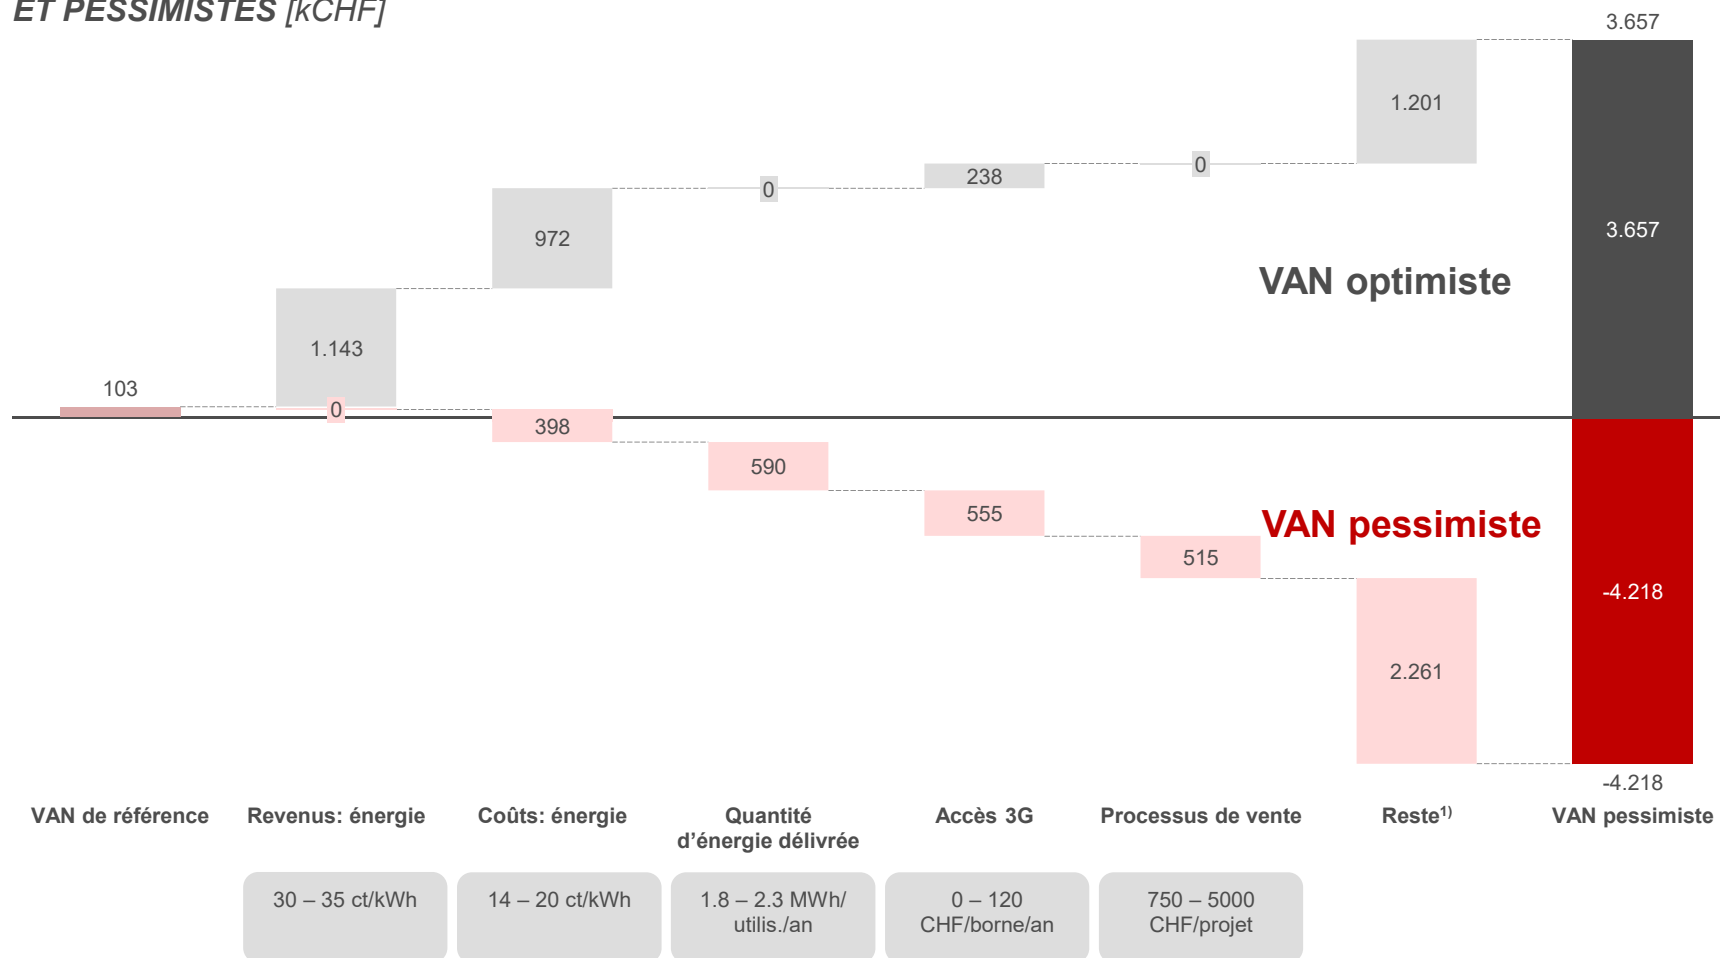 ET PESSIMISTES [kCHF]
3.657
1.201
0
238
0
972
3.657
VAN optimiste
1.143
103
0
398
590
555
VAN pessimiste
515
-4.218
2.261
-4.218
VAN de référence
Revenus: énergie
Coûts: énergie
Quantité
d’énergie délivrée
Accès 3G
Processus de vente
Reste1)
VAN pessimiste
30 – 35 ct/kWh
14 – 20 ct/kWh
1.8 – 2.3 MWh/
utilis./an
0 – 120
CHF/borne/an
750 – 5000
CHF/projet